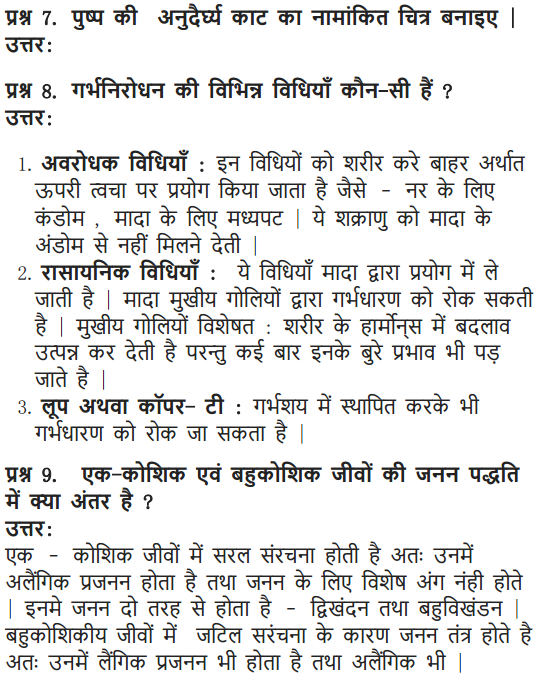 प्रश्न 7. पुष्प की अनुदैर्घ्य काट का नामांकित चित्र बनाइए |
उत्तर:
प्रश्न 8. गर्भनिरोधन की विभिन्न विधियाँ कौन-सी हैं ?
उत्तर:
1. अवरोधक विधियाँ : इन विधियों को शरीर करे बाहर अर्थात
ऊपरी त्वचा पर प्रयोग किया जाता है जैसे - नर के लिए
कंडोम , मादा के लिए मध्यपट | ये शक्राणु को मादा के
अंडोम से नहीं मिलने देती |
2. रासायनिक विधियाँ : ये विधियाँ मादा द्वारा प्रयोग में ले
जाती है | मादा मुखीय गोलियों द्वारा गर्भधारण को रोक सकती
है | मुखीय गोलियों विशेषत : शरीर के हार्मोन्स में बदलाव
उत्पन्न कर देती है परन्तु कई बार इनके बुरे प्रभाव भी पड़
जाते है |
3. लूप अथवा कॉपर- टी : गर्भशय में स्थापित करके भी
गर्भधारण को रोक जा सकता है |
प्रश्न 9. एक-कोशिक एवं बहुकोशिक जीवों की जनन पद्धति
में क्या अंतर है ?
उत्तर:
एक - कोशिक जीवों में सरल संरचना होती है अतः उनमें
अलैंगिक प्रजनन होता है तथा जनन के लिए विशेष अंग नंही होते
| इनमे जनन दो तरह से होता है - द्विखंदन तथा बहुविखंडन |
बहुकोशिकीय जीवों में जटिल सरंचना के कारण जनन तंत्र होते है
अतः उनमें लैंगिक प्रजनन भी होता है तथा अलैंगिक भी |